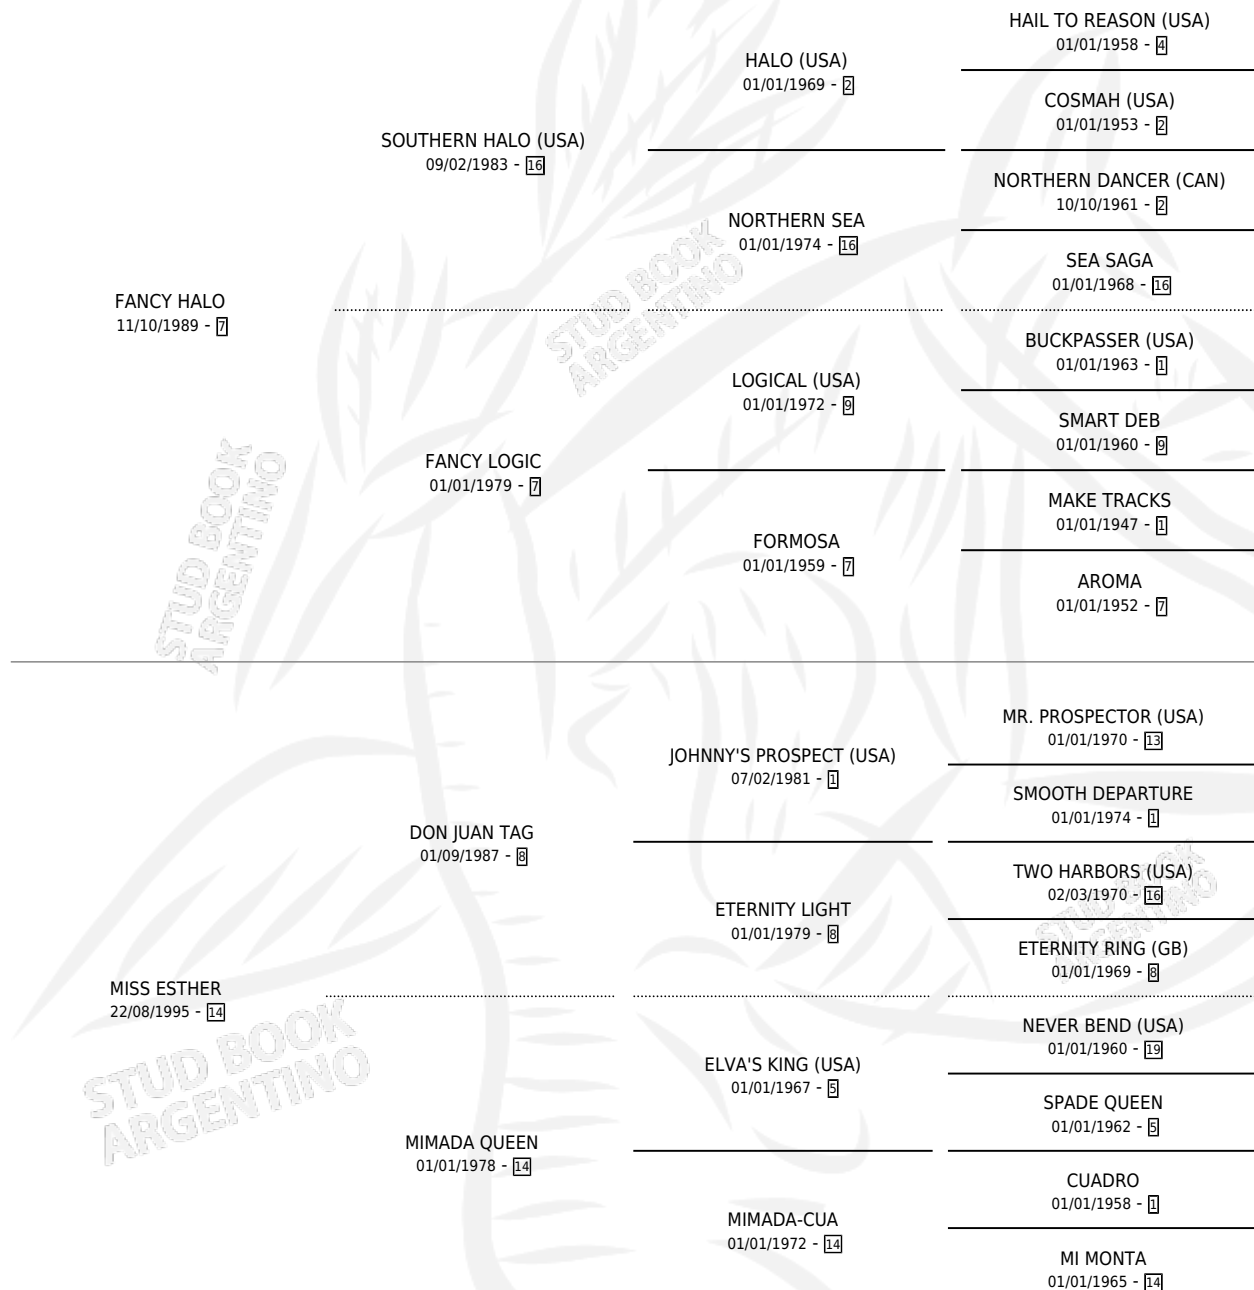 HAIL TO REASON (USA)
01/01/1958 - 4
HALO (USA)
01/01/1969 - 2
COSMAH (USA)
01/01/1953 - 2
SOUTHERN HALO (USA)
09/02/1983 - 16
NORTHERN DANCER (CAN)
10/10/1961 - 2
NORTHERN SEA
01/01/1974 - 16
SEA SAGA
01/01/1968 - 16
FANCY HALO
11/10/1989 - 7
STUD BOOK
ARGENTINO
BUCKPASSER (USA)
01/01/1963 - 1
LOGICAL (USA)
01/01/1972 - 9
SMART DEB
01/01/1960 - 9
FANCY LOGIC
01/01/1979 - 7
MAKE TRACKS
01/01/1947 - 1
FORMOSA
01/01/1959 - 7
AROMA
01/01/1952 - 7
STUD BOOK
ARGENTINO
MR. PROSPECTOR (USA)
01/01/1970 - 13
JOHNNY'S PROSPECT (USA)
07/02/1981 - 1
SMOOTH DEPARTURE
01/01/1974 - 1
DON JUAN TAG
01/09/1987 - 8
TWO HARBORS (USA)
02/03/1970 - 16
ETERNITY LIGHT
01/01/1979 - 8
STUD BOOK
ARGENTINO
ETERNITY RING (GB)
01/01/1969 - 8
MISS ESTHER
22/08/1995 - 14
STUD BOOK
ARGENTINO
NEVER BEND (USA)
01/01/1960 - 19
ELVA'S KING (USA)
01/01/1967 - 5
SPADE QUEEN
01/01/1962 - 5
MIMADA QUEEN
01/01/1978 - 14
CUADRO
01/01/1958 - 1
MIMADA-CUA
01/01/1972 - 14
MI MONTA
01/01/1965 - 14